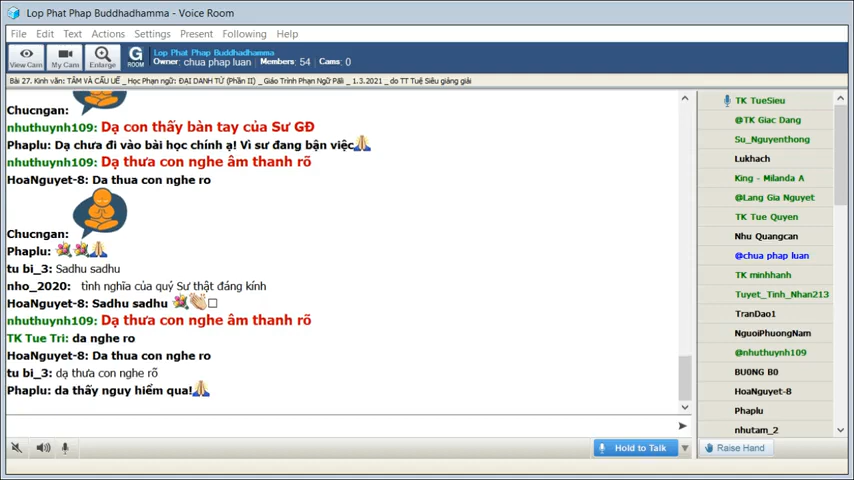 Lop Phat Phap Buddhadhamma - Voice Room
File Edit Text Actions Settings Present Following Help
View Cam My Cam Enlarge G ROOM
Lop Phat Phap Buddhadhamma
Owner: chua phap luan Members: 54 Cams: 0
Bài 27. Kinh văn: TÂM VÀ CẤU UẾ _ Học Phạn ngữ: ĐẠI DANH TỪ (Phần II) _ Giáo Trình Phạn Ngữ Pāli _ 1.3.2021 _ do TT Tuệ Siêu giảng giải
Chucngan:
nhuthuynh109: Dạ con thấy bàn tay của Sư GĐ
Phaplu: Dạ chưa đi vào bài học chính ạ! Vì sư đang bận việc
nhuthuynh109: Dạ thưa con nghe âm thanh rõ
HoaNguyet-8: Da thua con nghe ro
Chucngan:
Phaplu:
tu bi_3: Sadhu sadhu
nho_2020: tình nghĩa của quý Sư thật đáng kính
HoaNguyet-8: Sadhu sadhu
nhuthuynh109: Dạ thưa con nghe âm thanh rõ
TK Tue Tri: da nghe ro
HoaNguyet-8: Da thua con nghe ro
tu bi_3: dạ thưa con nghe rõ
Phaplu: da thấy nguy hiểm qua!
TK TueSieu
@TK Giac Dang
Su_Nguyenthong
Lukhach
King - Milanda A
@Lang Gia Nguyet
TK Tue Quyen
Nhu Quangcan
@chua phap luan
TK minhhanh
Tuyet_Tinh_Nhan213
TranDao1
NguoiPhuongNam
@nhuthuynh109
BU0NG B0
HoaNguyet-8
Phaplu
nhutam_2
Hold to Talk
Raise Hand